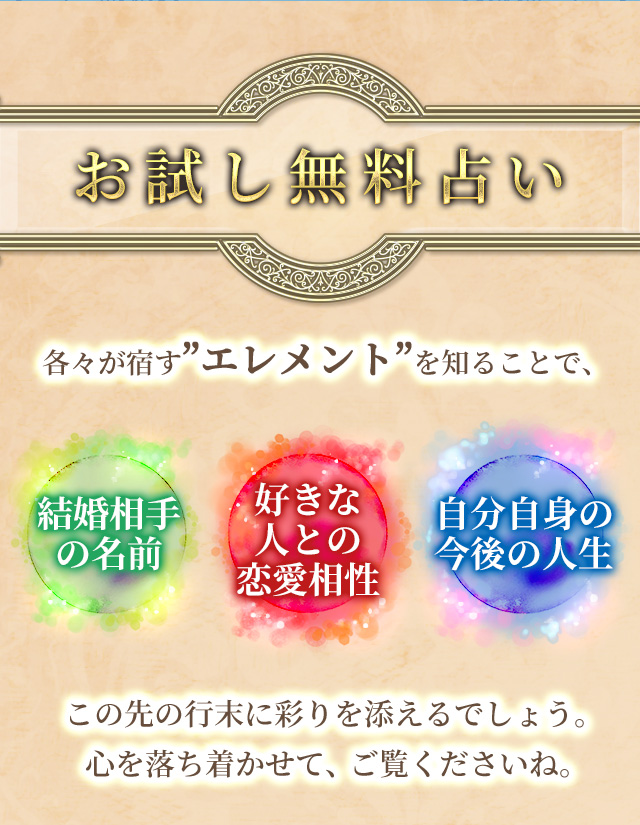 お試し無料占い
各々が宿す”エレメント”を知ることで、
結婚相手
の名前
好きな
人との
恋愛相性
自分自身の
今後の人生
この先の行末に彩りを添えるでしょう。
心を落ち着かせて、ご覧くださいね。